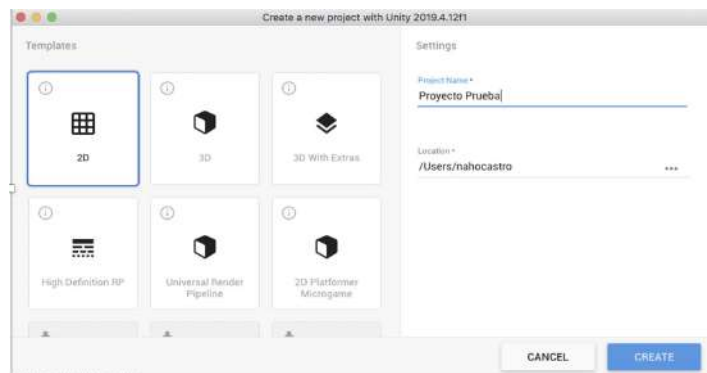 Create a new project with Unity 2019.4.12f1
Templates
2D
3D
3D With Extras
High Definition RP
Universal Render
Pipeline
2D Platformer
Microgame
Settings
Project Name *
Proyecto Prueba
Location *
/Users/nahocastro
CANCEL
CREATE